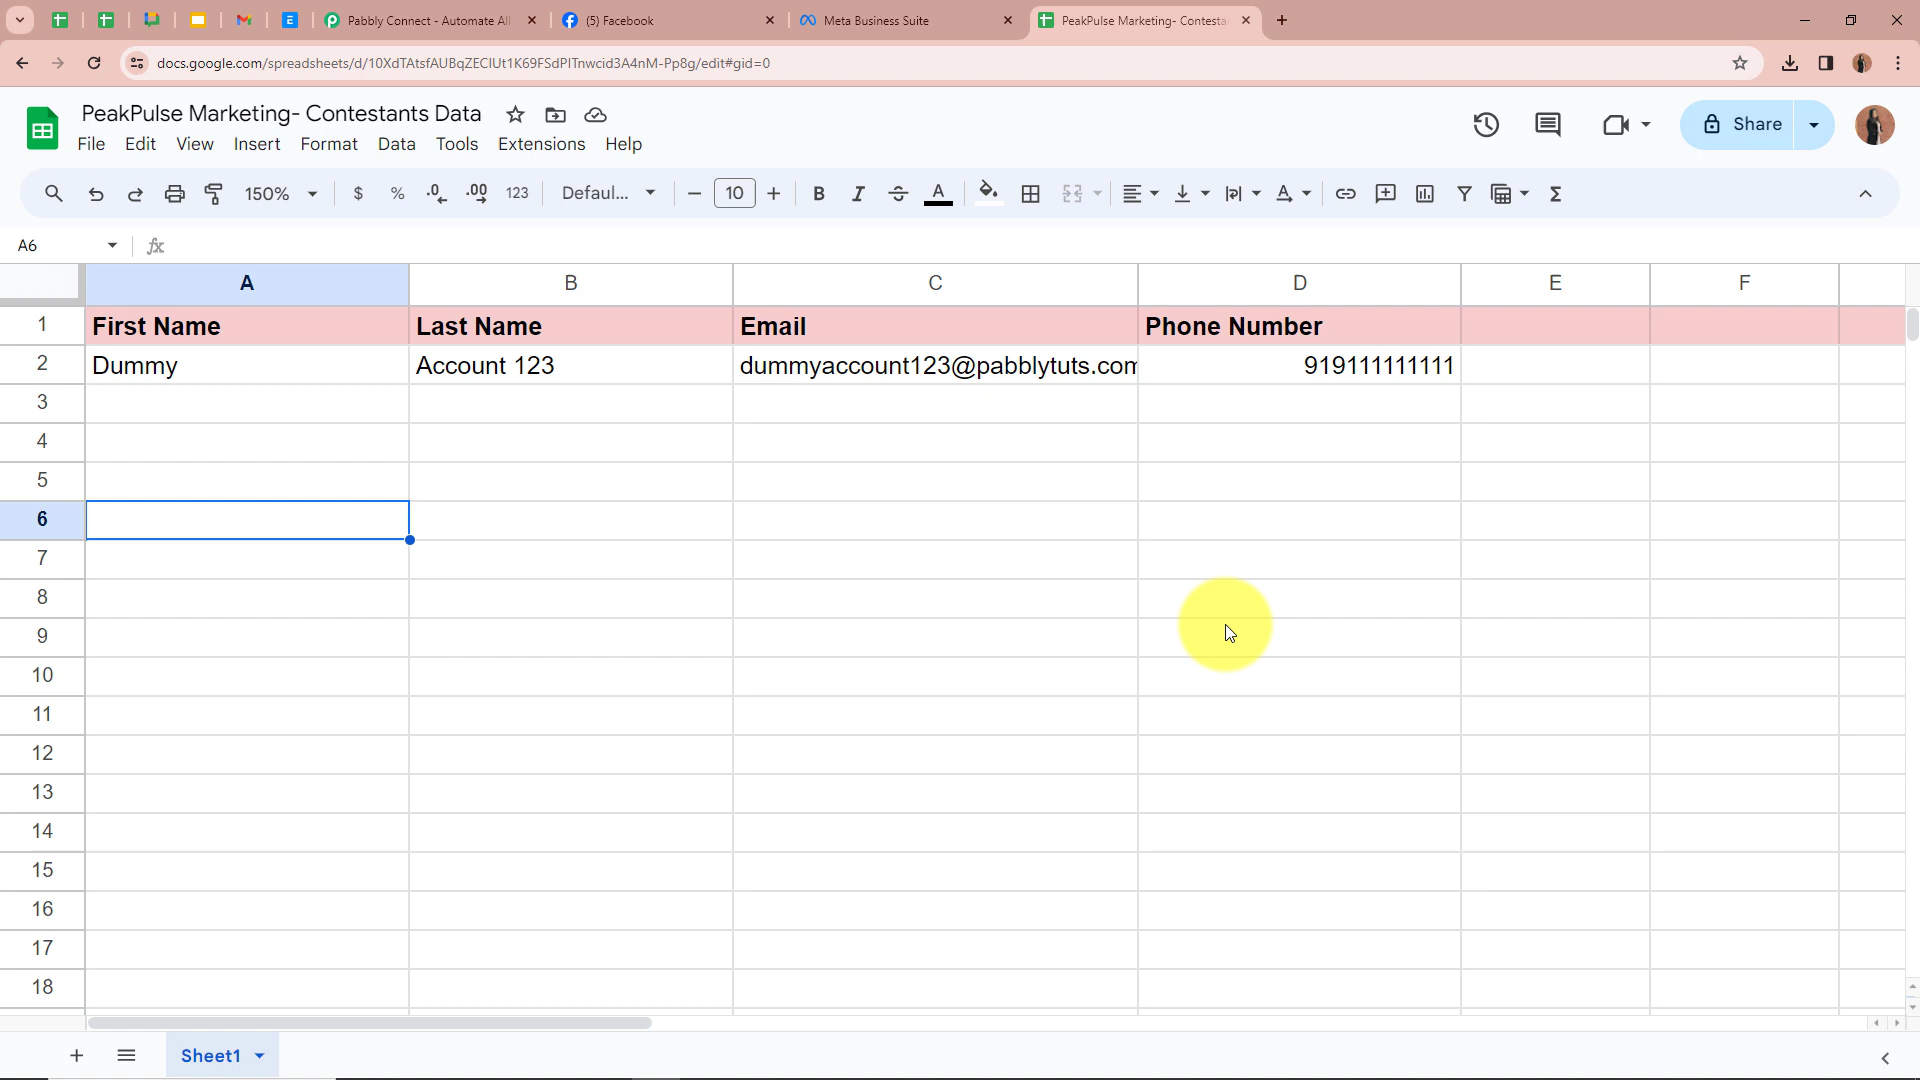 Pabbly Connect - Automate All
(5) Facebook
Meta Business Suite
PeakPulse Marketing- Contesta
docs.google.com/spreadsheets/d/10XdTAtsfAUBqZECIUt1K69FSdPITnwcid3A4nM-Pp8g/edit#gid=0
PeakPulse Marketing- Contestants Data
File Edit View Insert Format Data Tools Extensions Help
Share
150% $ % .0 .00 123 Defaul... 10 B I S A
A6 fx
A B C D E F
1 First Name Last Name Email Phone Number
2 Dummy Account 123 dummyaccount123@pabblytuts.com 919111111111
3
4
5
6
7
8
9
10
11
12
13
14
15
16
17
18
Sheet1